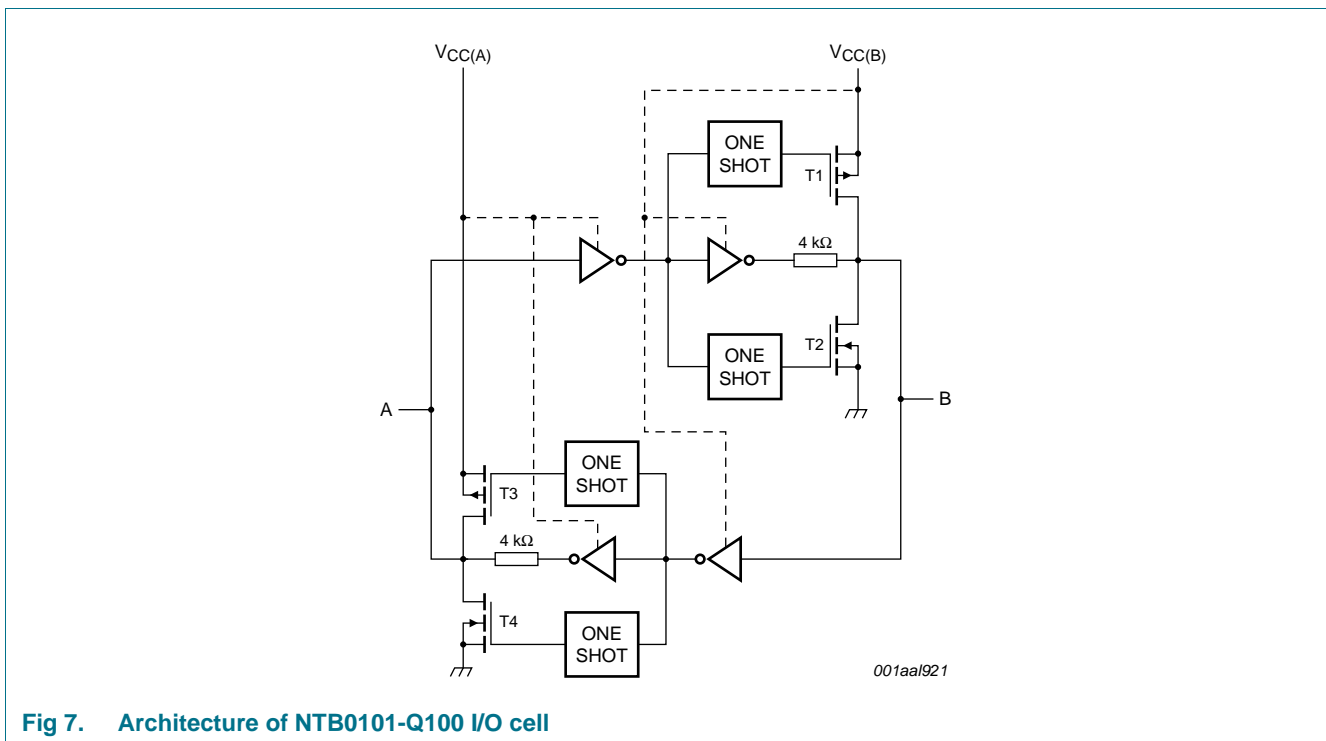 VCC(A)
VCC(B)
ONE
SHOT
T1
4 kΩ
T2
ONE
SHOT
A
B
ONE
SHOT
T3
4 kΩ
T4
ONE
SHOT
001aal921
Fig 7. Architecture of NTB0101-Q100 I/O cell